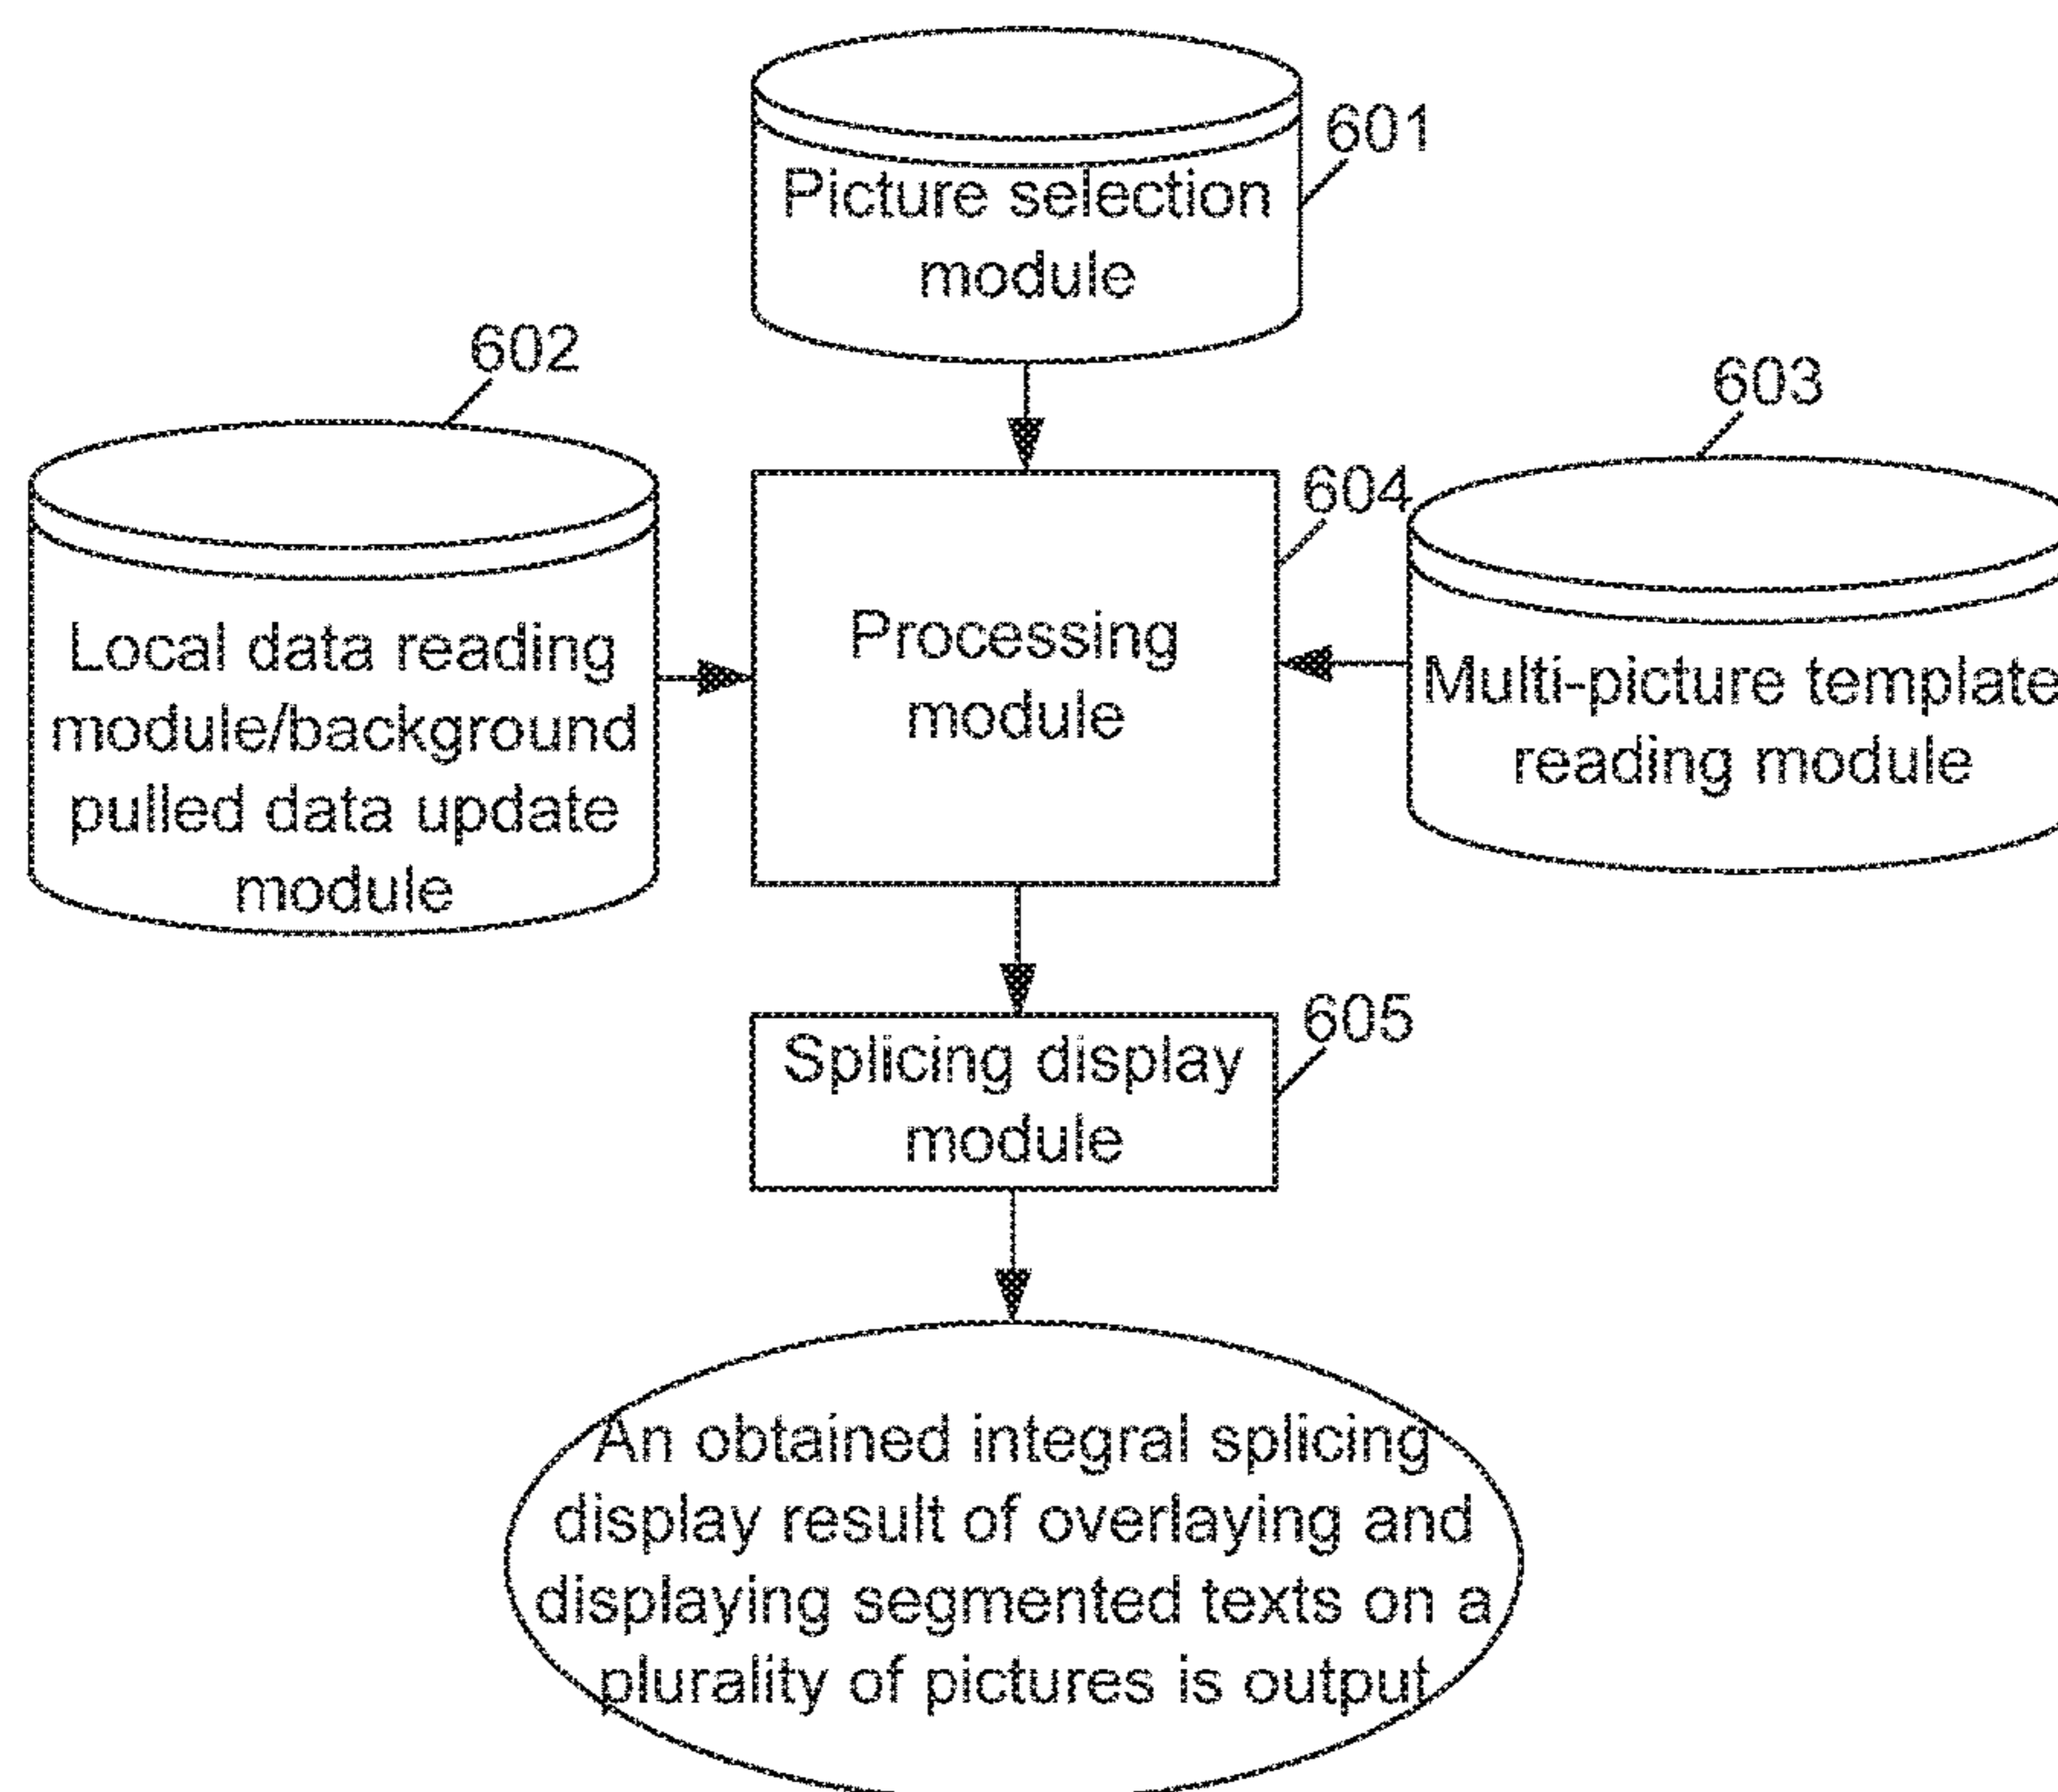 601
Picture selection
module
602
603
604
Local data reading
module/background
pulled data update
module
Processing
module
Multi-picture template
reading module
605
Splicing display
module
An obtained integral splicing
display result of overlaying and
displaying segmented texts on a
plurality of pictures is output